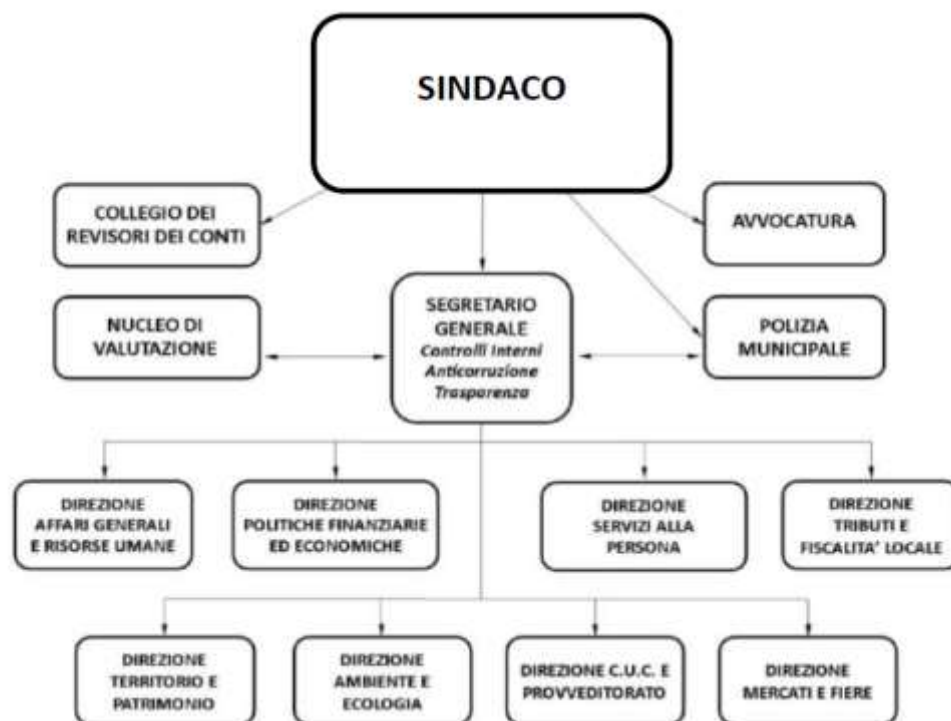 SINDACO
COLLEGIO DEI
REVISORI DEI CONTI
AVVOCATURA
NUCLEO DI
VALUTAZIONE
SEGRETARIO
GENERALE
Controlli Interni
Anticorruzione
Trasparenza
POLIZIA
MUNICIPALE
DIREZIONE
AFFARI GENERALI
E RISORSE UMANE
DIREZIONE
POLITICHE FINANZIARIE
ED ECONOMICHE
DIREZIONE
SERVIZI ALLA
PERSONA
DIREZIONE
TRIBUTI E
FISCALITA' LOCALE
DIREZIONE
TERRITORIO E
PATRIMONIO
DIREZIONE
AMBIENTE E
ECOLOGIA
DIREZIONE C.U.C. E
PROVVEDITORATO
DIREZIONE
MERCATI E FIERE